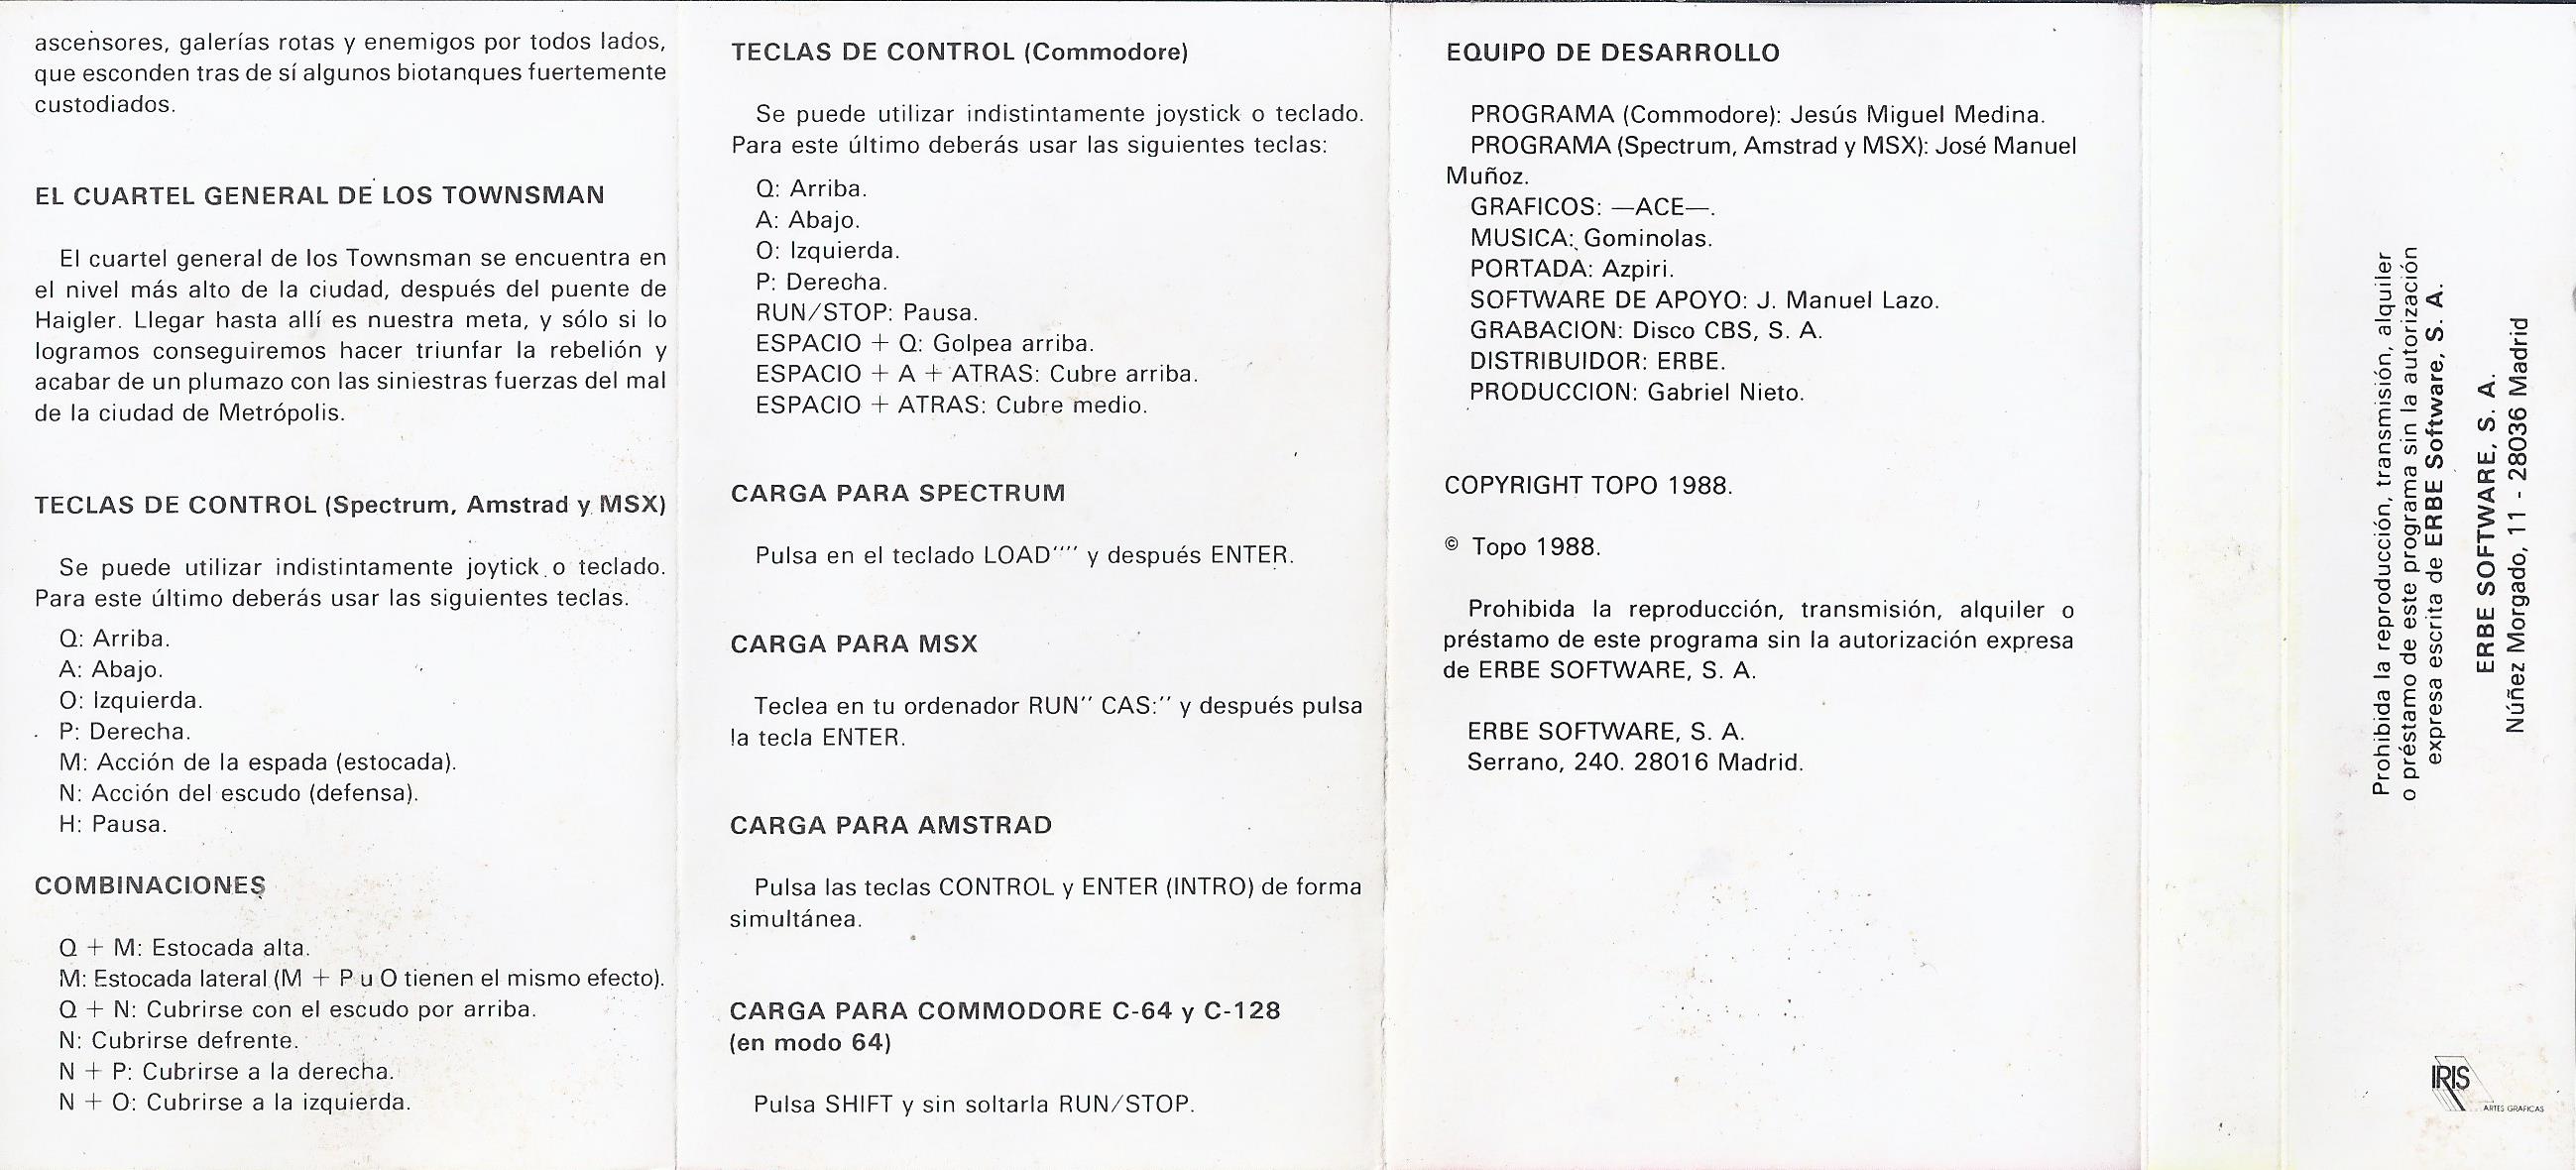 ascensores, galerías rotas y enemigos por todos lados,
que esconden tras de sí algunos biotanques fuertemente
custodiados.
EL CUARTEL GENERAL DE LOS TOWNSMAN
El cuartel general de los Townsman se encuentra en
el nivel más alto de la ciudad, después del puente de
Haigler. Llegar hasta allí es nuestra meta, y sólo si lo
logramos conseguiremos hacer triunfar la rebelión y
acabar de un plumazo con las siniestras fuerzas del mal
de la ciudad de Metrópolis.
TECLAS DE CONTROL (Spectrum, Amstrad y MSX)
Se puede utilizar indistintamente joytick o teclado.
Para este último deberás usar las siguientes teclas.
Q: Arriba.
A: Abajo.
O: Izquierda.
P: Derecha.
M: Acción de la espada (estocada).
N: Acción del escudo (defensa).
H: Pausa.
COMBINACIONES
Q + M: Estocada alta.
M: Estocada lateral (M + P u O tienen el mismo efecto).
Q + N: Cubrirse con el escudo por arriba.
N: Cubrirse defrente.
N + P: Cubrirse a la derecha.
N + O: Cubrirse a la izquierda.
TECLAS DE CONTROL (Commodore)
Se puede utilizar indistintamente joystick o teclado.
Para este último deberás usar las siguientes teclas:
Q: Arriba.
A: Abajo.
O: Izquierda.
P: Derecha.
RUN/STOP: Pausa.
ESPACIO + Q: Golpea arriba.
ESPACIO + A + ATRAS: Cubre arriba.
ESPACIO + ATRAS: Cubre medio.
CARGA PARA SPECTRUM
Pulsa en el teclado LOAD"" y después ENTER.
CARGA PARA MSX
Teclea en tu ordenador RUN" CAS:" y después pulsa
la tecla ENTER.
CARGA PARA AMSTRAD
Pulsa las teclas CONTROL y ENTER (INTRO) de forma
simultánea.
CARGA PARA COMMODORE C-64 y C-128
(en modo 64)
Pulsa SHIFT y sin soltarla RUN/STOP.
EQUIPO DE DESARROLLO
PROGRAMA (Commodore): Jesús Miguel Medina.
PROGRAMA (Spectrum, Amstrad y MSX): José Manuel
Muñoz.
GRAFICOS: —ACE—.
MUSICA: Gominolas.
PORTADA: Azpiri.
SOFTWARE DE APOYO: J. Manuel Lazo.
GRABACION: Disco CBS, S. A.
DISTRIBUIDOR: ERBE.
PRODUCCION: Gabriel Nieto.
COPYRIGHT TOPO 1988.
© Topo 1988.
Prohibida la reproducción, transmisión, alquiler o
préstamo de este programa sin la autorización expresa
de ERBE SOFTWARE, S. A.
ERBE SOFTWARE, S. A.
Serrano, 240. 28016 Madrid.
Prohibida la reproducción, transmisión, alquiler
o préstamo de este programa sin la autorización
expresa escrita de ERBE Software, S. A.
ERBE SOFTWARE, S. A.
Núñez Morgado, 11 - 28036 Madrid
IRIS
ARTES GRAFICAS